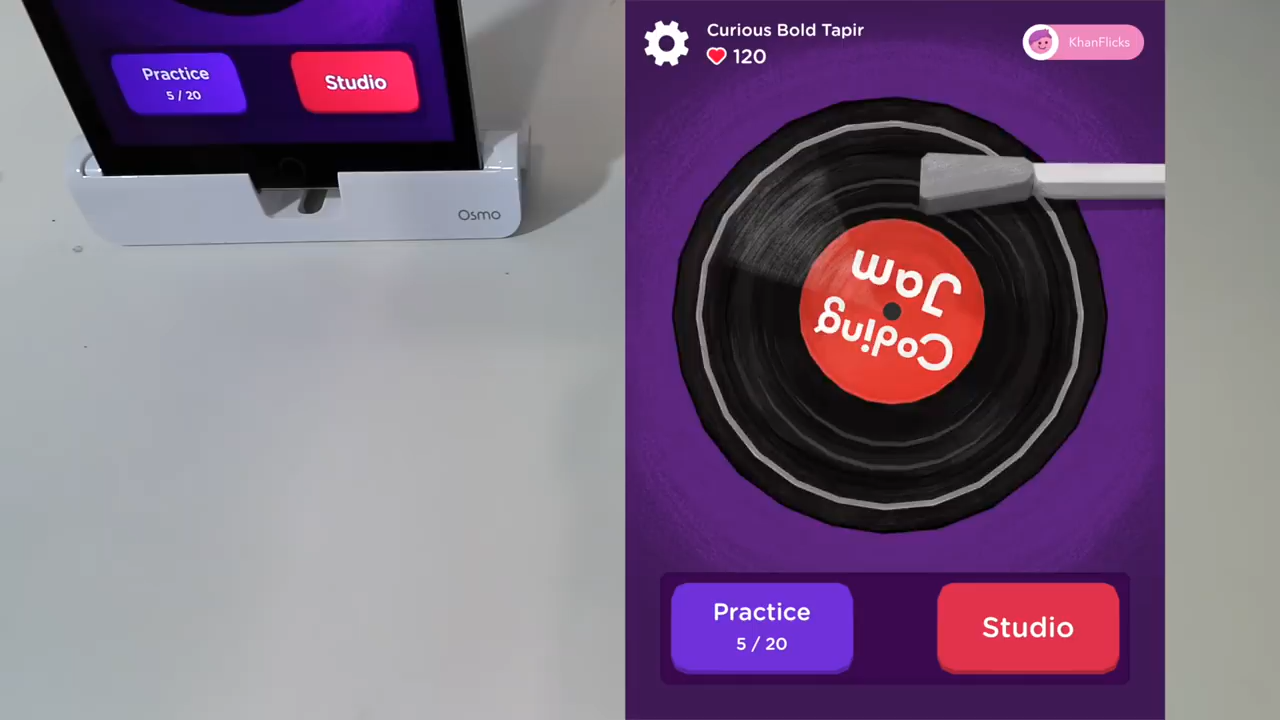 Practice
5 / 20
Studio
Osmo
Curious Bold Tapir
120
KhanFlicks
Coding
Jam
Practice
5 / 20
Studio